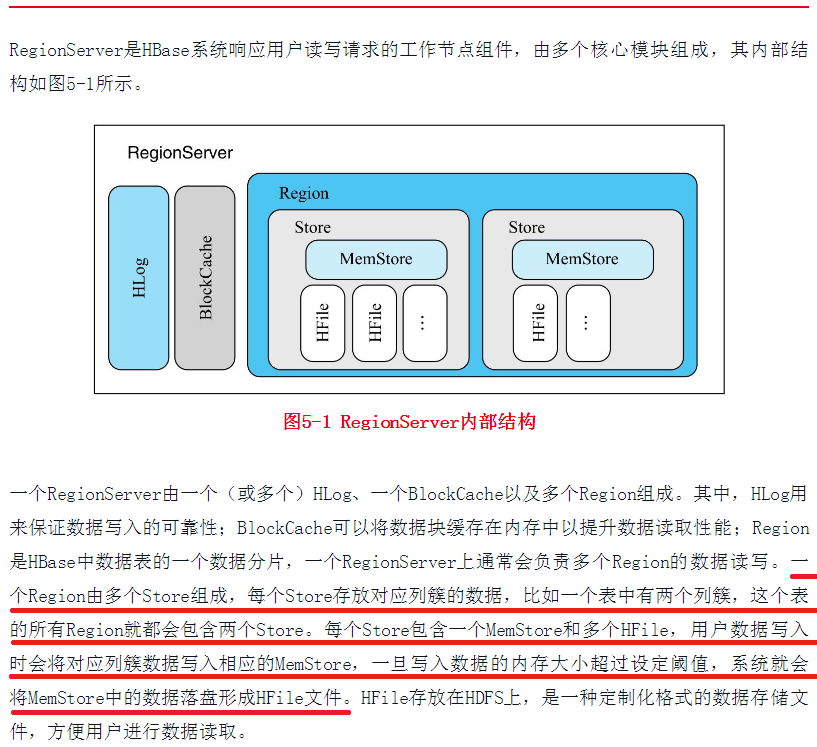 RegionServer是HBase系统响应用户读写请求的工作节点组件，由多个核心模块组成，其内部结
构如图5-1所示。
RegionServer
HLog
BlockCache
Region
Store
MemStore
HFile
HFile
...
Store
MemStore
HFile
...
图5-1 RegionServer内部结构
一个RegionServer由一个（或多个）HLog、一个BlockCache以及多个Region组成。其中，HLog用
来保证数据写入的可靠性；BlockCache可以将数据块缓存在内存中以提升数据读取性能；Region
是HBase中数据表的一个数据分片，一个RegionServer上通常会负责多个Region的数据读写。一
个Region由多个Store组成，每个Store存放对应列簇的数据，比如一个表中有两个列簇，这个表
的所有Region就都会包含两个Store。每个Store包含一个MemStore和多个HFile，用户数据写入
时会将对应列簇数据写入相应的MemStore，一旦写入数据的内存大小超过设定阈值，系统就会
将MemStore中的数据落盘形成HFile文件。HFile存放在HDFS上，是一种定制化格式的数据存储文
件，方便用户进行数据读取。